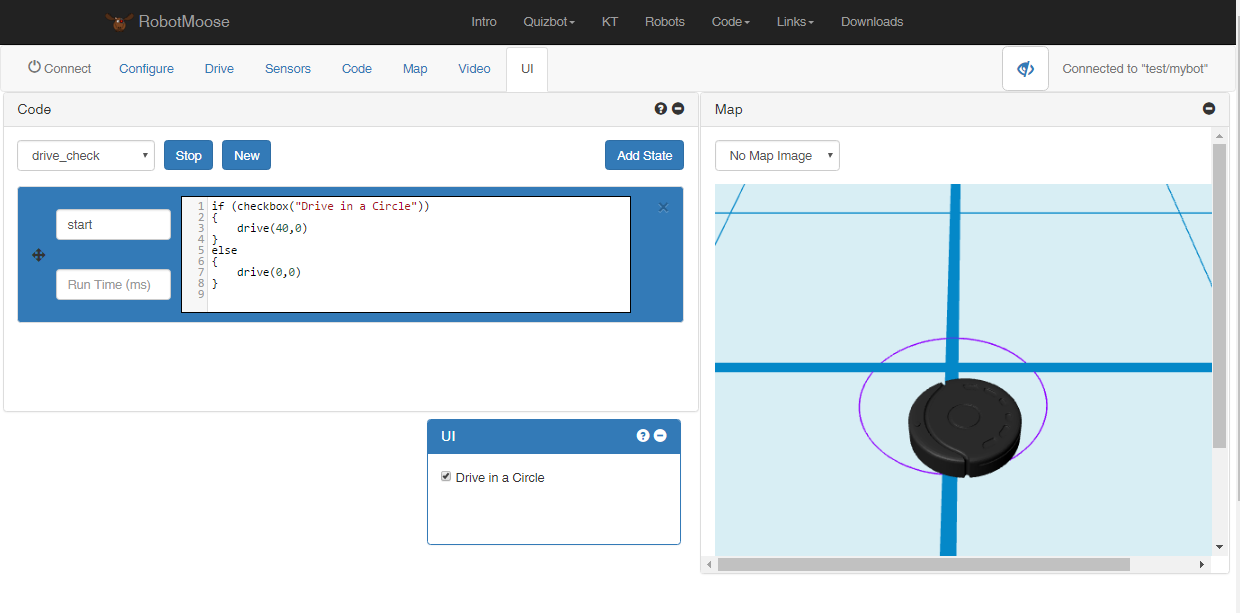 RobotMoose Intro Quizbot KT Robots Code Links Downloads
Connect Configure Drive Sensors Code Map Video UI Connected to "test/mybot"
Code
Map
drive_check Stop New Add State
No Map Image
start
Run Time (ms)
1 if (checkbox("Drive in a Circle"))
2 {
3     drive(40,0)
4 }
5 else
6 {
7     drive(0,0)
8 }
9
UI
Drive in a Circle